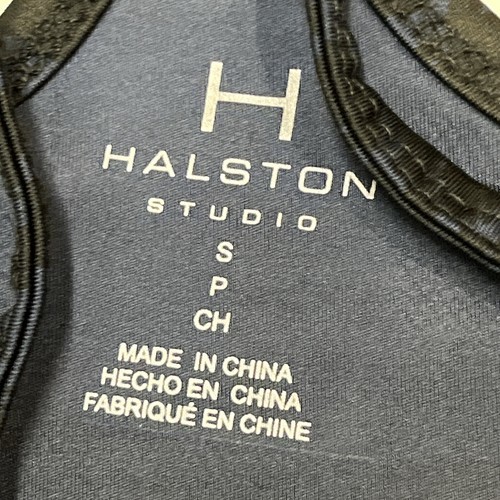 H
HALSTON
STUDIO
S
P
CH
MADE IN CHINA
HECHO EN CHINA
FABRIQUÉ EN CHINE